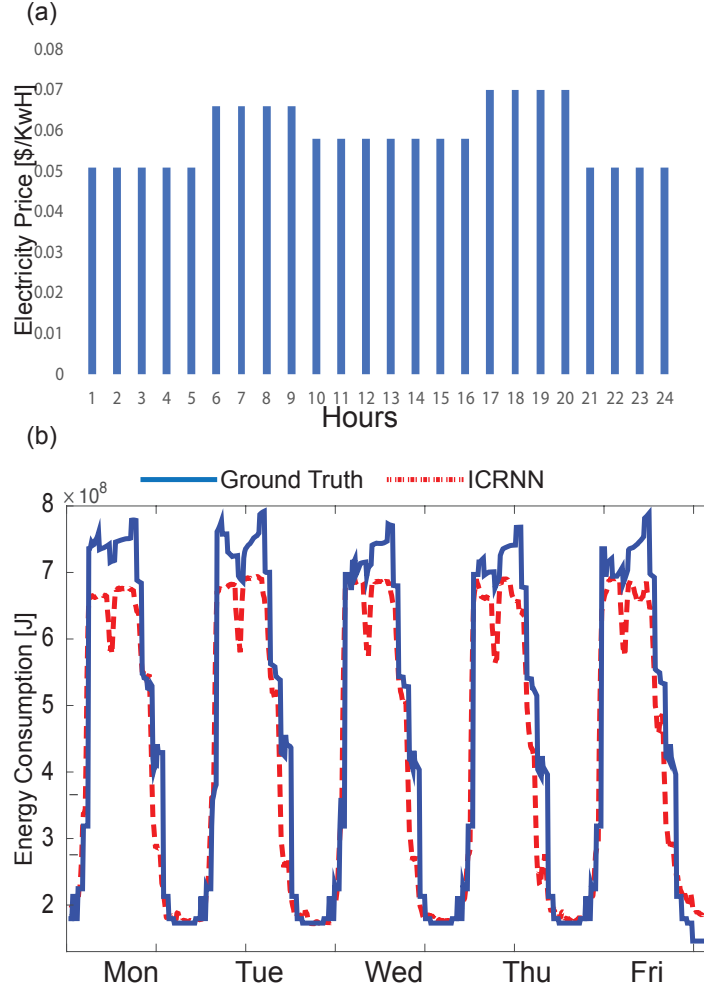 (a)
Electricity Price [$/KwH]
0.08
0.07
0.06
0.05
0.04
0.03
0.02
0.01
0
1 2 3 4 5 6 7 8 9 10 11 12 13 14 15 16 17 18 19 20 21 22 23 24
Hours
(b)
Ground Truth ICRNN
×10⁸
Energy Consumption [J]
8
7
6
5
4
3
2
Mon Tue Wed Thu Fri